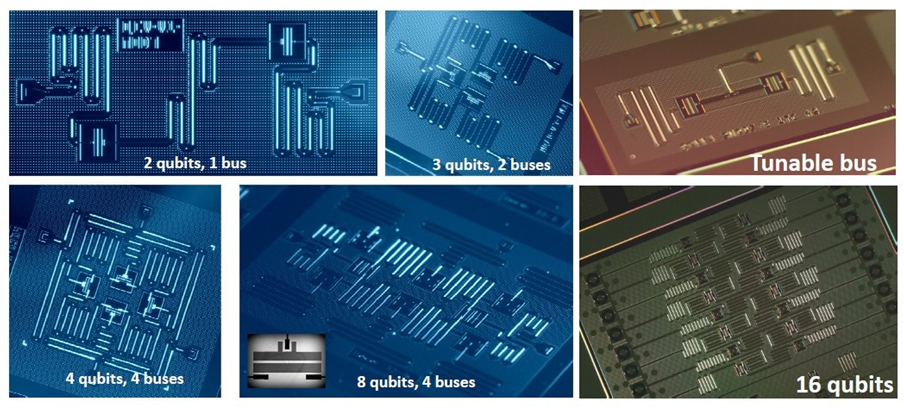 2 qubits, 1 bus
3 qubits, 2 buses
Tunable bus
4 qubits, 4 buses
8 qubits, 4 buses
16 qubits